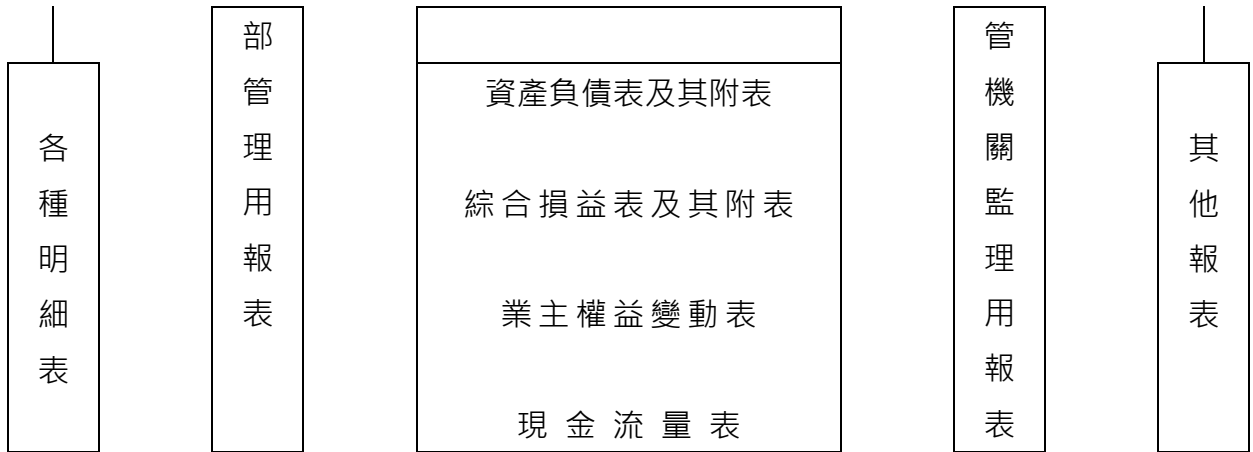 各種明細表
部管理用報表
資產負債表及其附表
綜合損益表及其附表
業主權益變動表
現金流量表
管機關監理用報表
其他報表